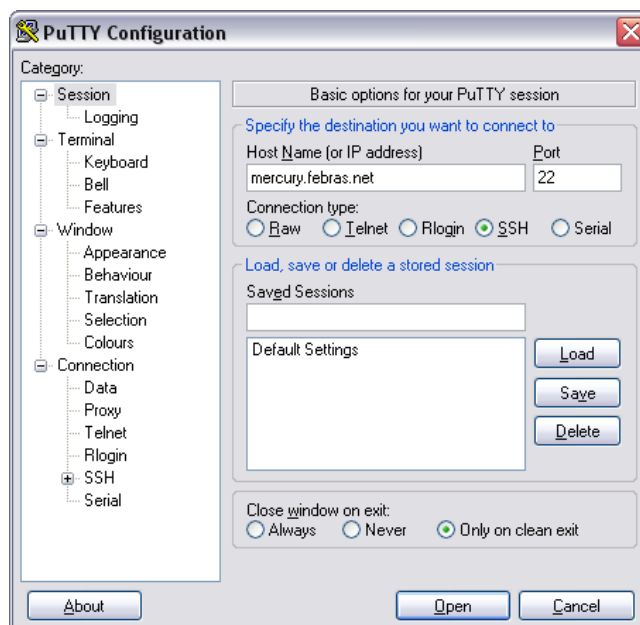 PuTTY Configuration
Category:
Session
Logging
Terminal
Keyboard
Bell
Features
Window
Appearance
Behaviour
Translation
Selection
Colours
Connection
Data
Proxy
Telnet
Rlogin
SSH
Serial
Basic options for your PuTTY session
Specify the destination you want to connect to
Host Name (or IP address) Port
mercury.febras.net 22
Connection type:
Raw Telnet Rlogin SSH Serial
Load, save or delete a stored session
Saved Sessions
Default Settings
Load
Save
Delete
Close window on exit:
Always Never Only on clean exit
About Open Cancel